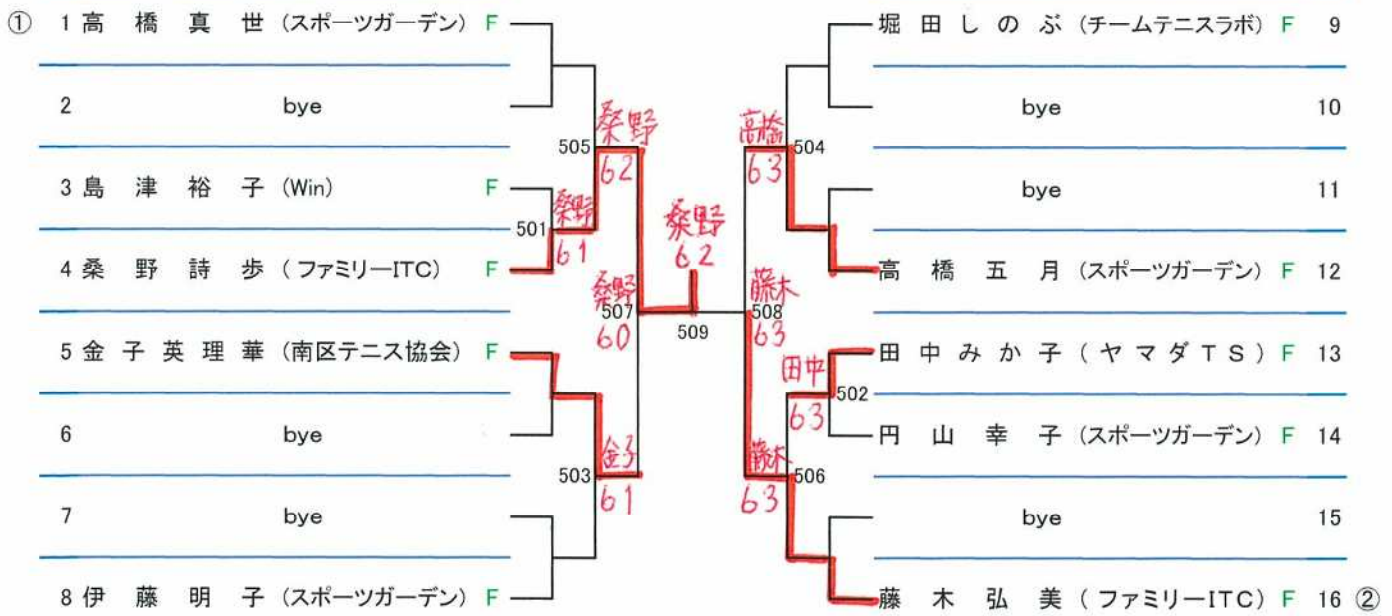 ① 1 高橋真世 (スポーツガーデン) F
2 bye
505 桑野 62
3 島津裕子 (Win) F
501 桑野 61
4 桑野詩歩 (ファミリーITC) F
507 桑野 60
5 金子英理華 (南区テニス協会) F
6 bye
503 金子 61
7 bye
8 伊藤明子 (スポーツガーデン) F
桑野 62
509
堀田しのぶ (チームテニスラボ) F 9
bye 10
高橋 504 63
bye 11
高橋五月 (スポーツガーデン) F 12
藤木 508 63
田中みか子 (ヤマダTS) F 13
田中 502 63
円山幸子 (スポーツガーデン) F 14
藤木 506 63
bye 15
藤木弘美 (ファミリーITC) F 16 ②